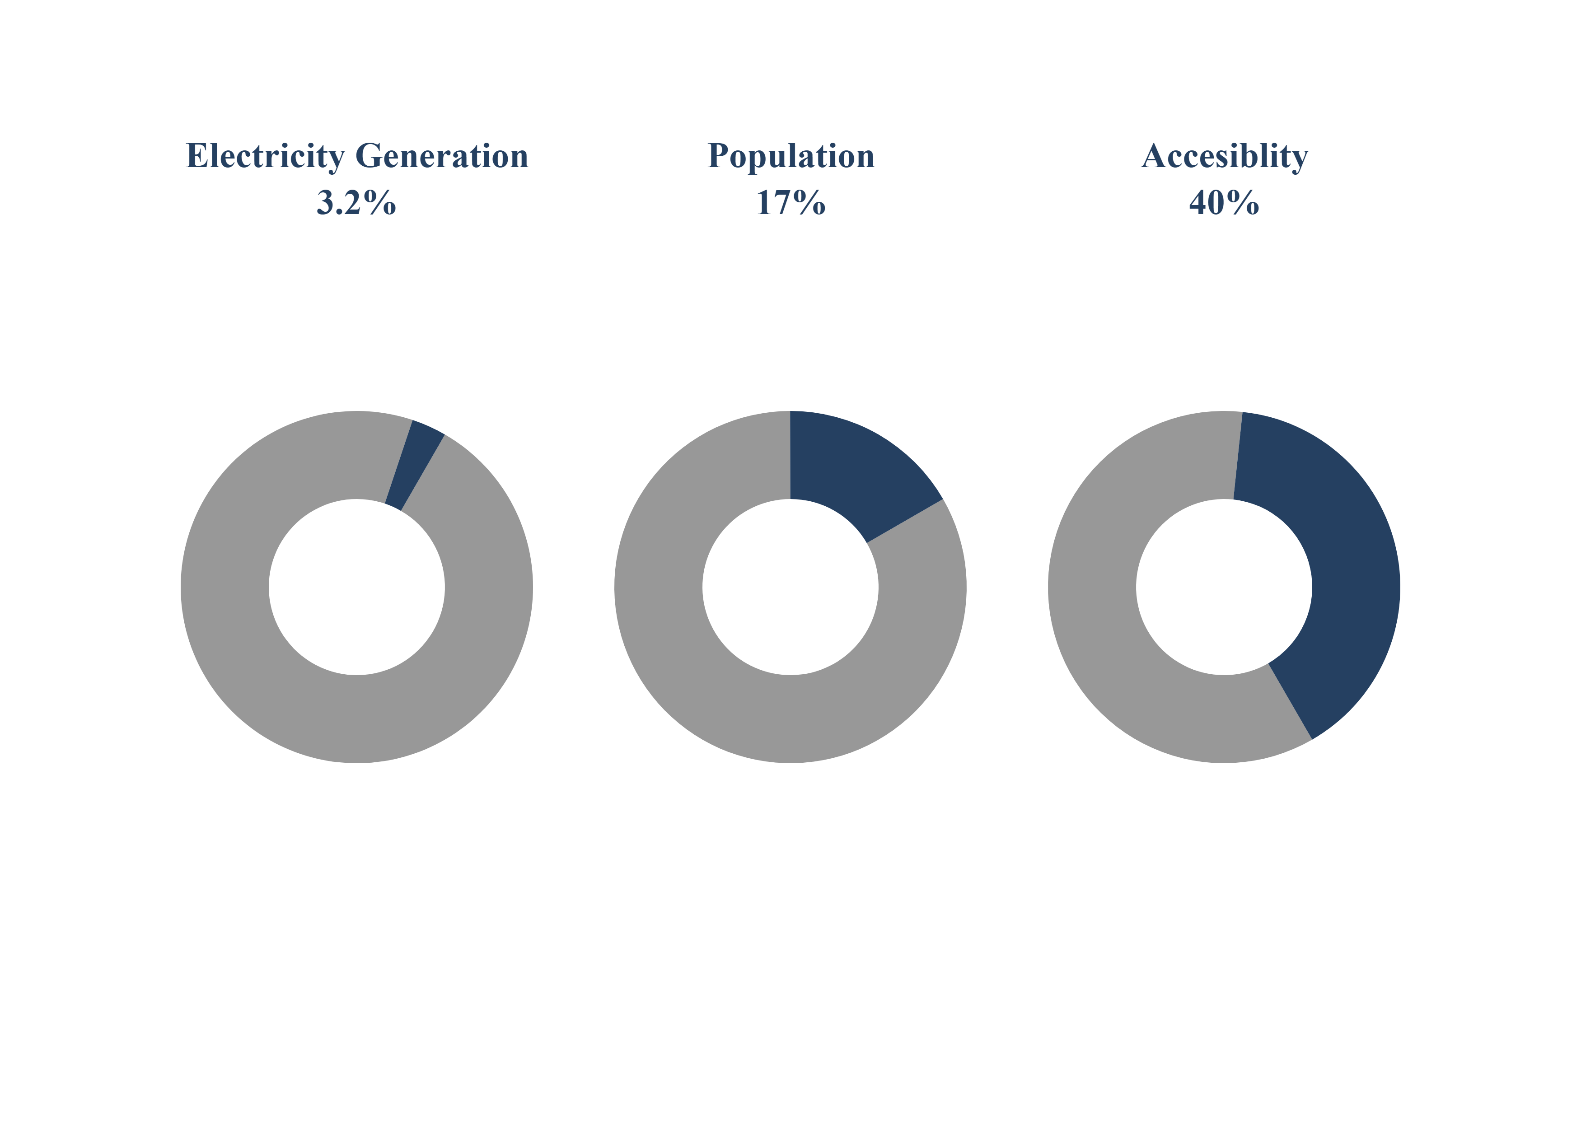 Electricity Generation
3.2%
Population
17%
Accesiblity
40%